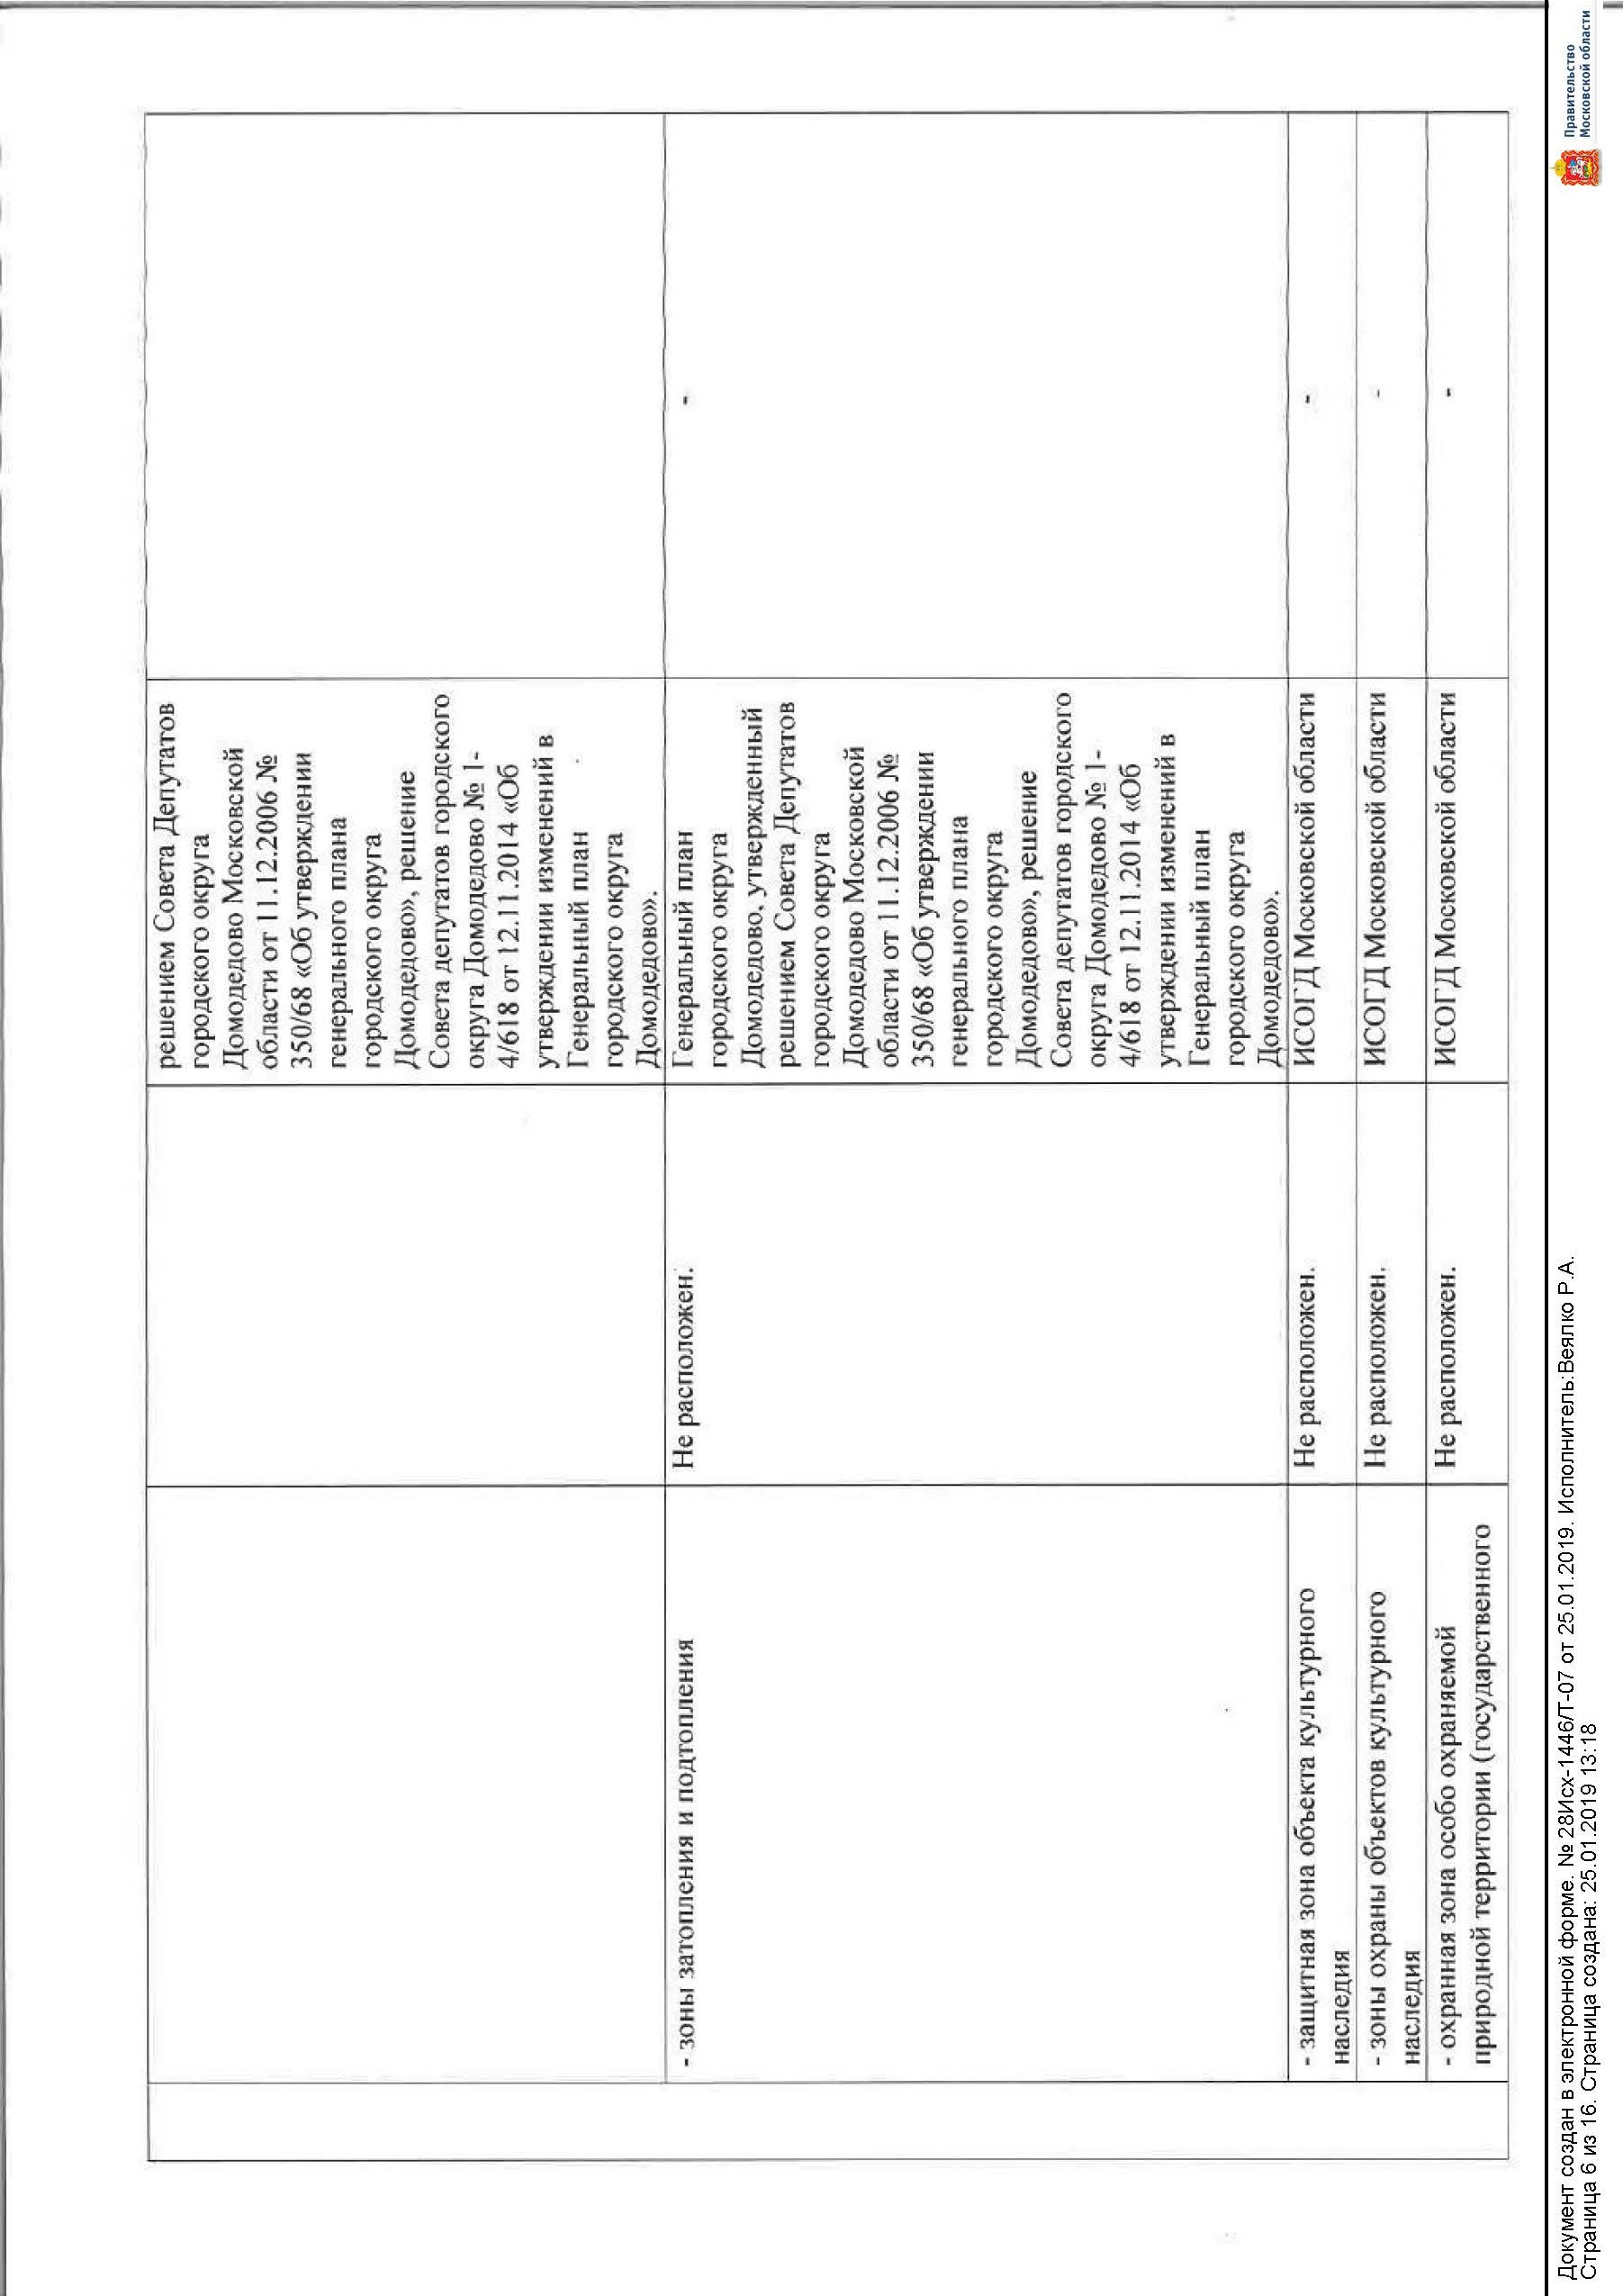 решением Совета Депутатов
городского округа
Домодедово Московской
области от 11.12.2006 №
350/68 «Об утверждении
генерального плана
городского округа
Домодедово», решение
Совета депутатов городского
округа Домодедово № 1-
4/618 от 12.11.2014 «Об
утверждении изменений в
Генеральный план
городского округа
Домодедово».
- зоны затопления и подтопления
Не расположен.
Генеральный план
городского округа
Домодедово, утвержденный
решением Совета Депутатов
городского округа
Домодедово Московской
области от 11.12.2006 №
350/68 «Об утверждении
генерального плана
городского округа
Домодедово», решение
Совета депутатов городского
округа Домодедово № 1-
4/618 от 12.11.2014 «Об
утверждении изменений в
Генеральный план
городского округа
Домодедово».
-
- защитная зона объекта культурного
наследия
Не расположен.
ИСОГД Московской области
-
- зоны охраны объектов культурного
наследия
Не расположен.
ИСОГД Московской области
-
- охранная зона особо охраняемой
природной территории (государственного
Не расположен.
ИСОГД Московской области
-
Документ создан в электронной форме. № 28Исх-1446/Т-07 от 25.01.2019. Исполнитель:Веялко Р.А.
Страница 6 из 16. Страница создана: 25.01.2019 13:18
Правительство
Московской области